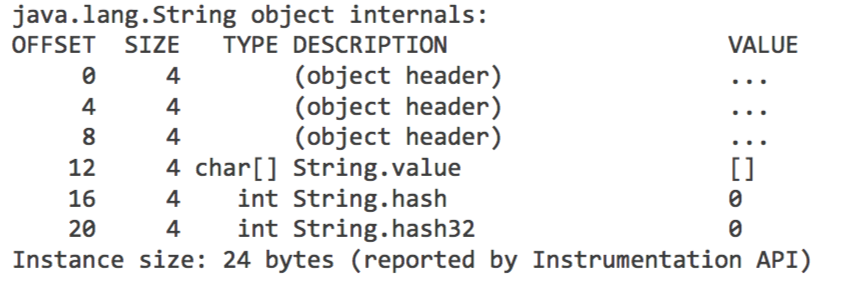 java.lang.String object internals:
OFFSET  SIZE   TYPE DESCRIPTION                    VALUE
     0     4        (object header)                ...
     4     4        (object header)                ...
     8     4        (object header)                ...
    12     4 char[] String.value                   []
    16     4    int String.hash                    0
    20     4    int String.hash32                  0
Instance size: 24 bytes (reported by Instrumentation API)